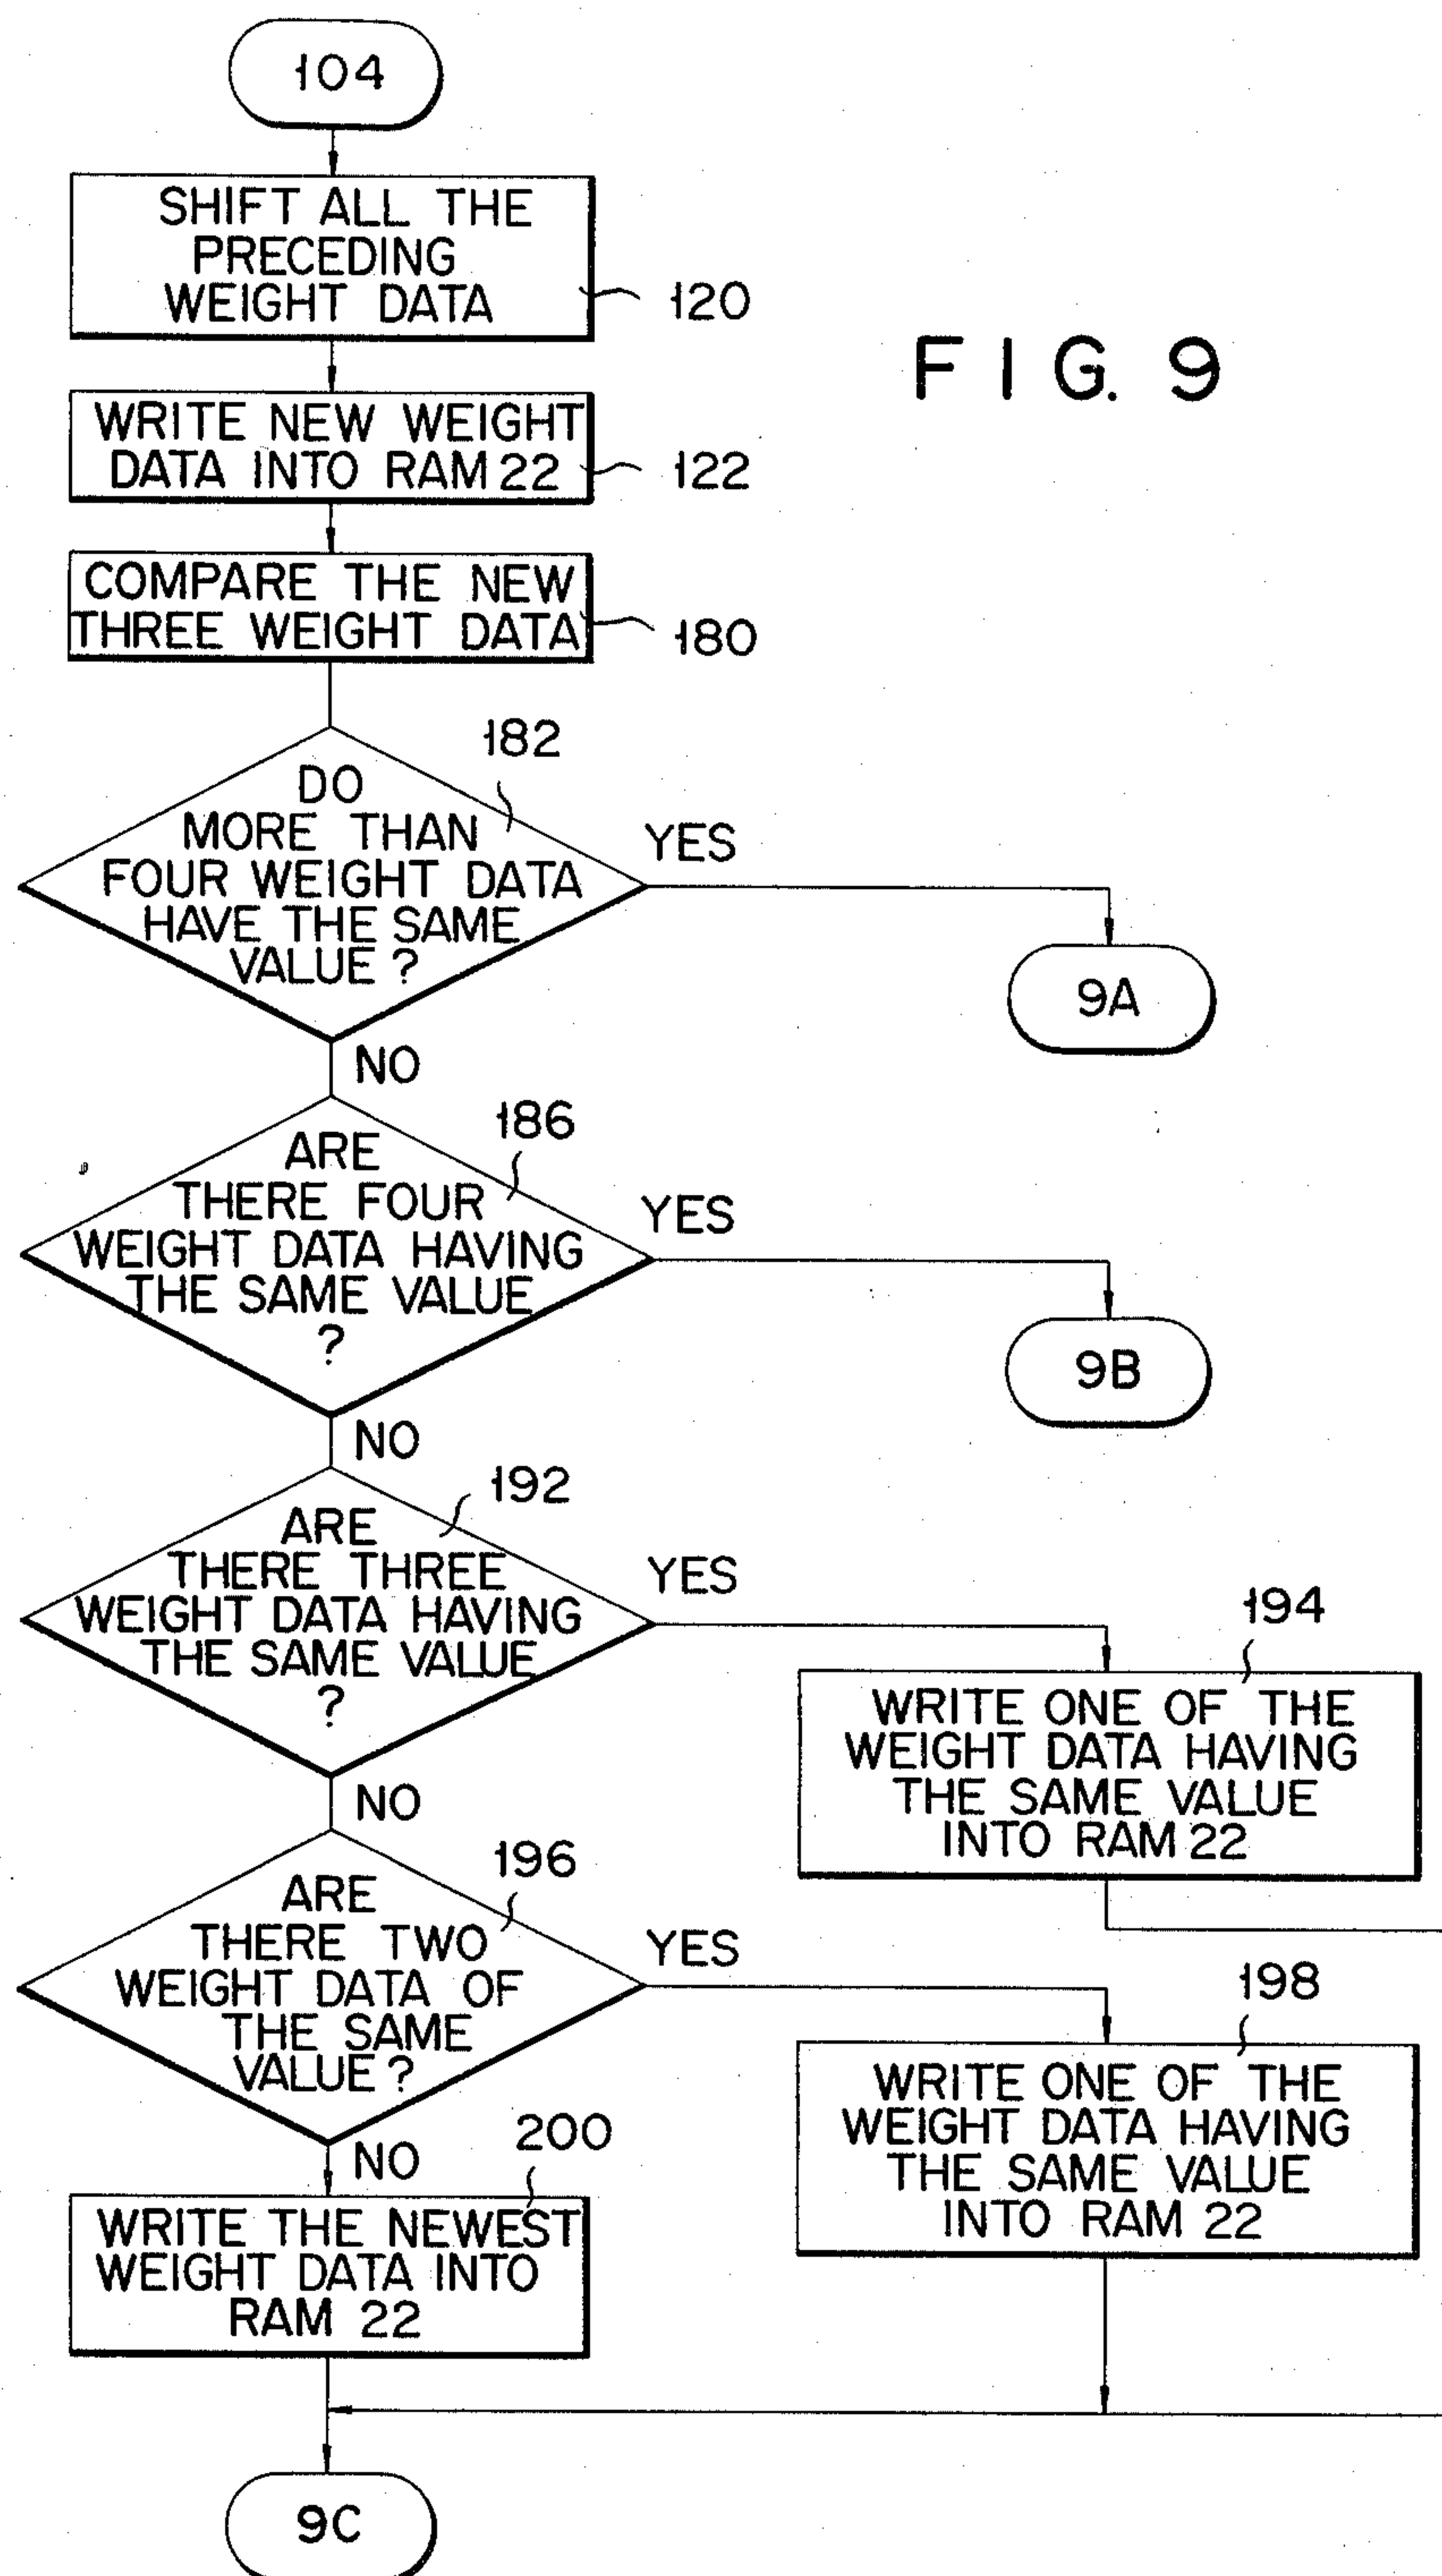 104
SHIFT ALL THE
PRECEDING
WEIGHT DATA
120
FIG. 9
WRITE NEW WEIGHT
DATA INTO RAM 22
122
COMPARE THE NEW
THREE WEIGHT DATA
180
182
DO
MORE THAN
FOUR WEIGHT DATA
HAVE THE SAME
VALUE ?
YES
9A
NO
186
ARE
THERE FOUR
WEIGHT DATA HAVING
THE SAME VALUE
?
YES
9B
NO
192
ARE
THERE THREE
WEIGHT DATA HAVING
THE SAME VALUE
?
YES
194
WRITE ONE OF THE
WEIGHT DATA HAVING
THE SAME VALUE
INTO RAM 22
NO
196
ARE
THERE TWO
WEIGHT DATA OF
THE SAME
VALUE ?
YES
198
WRITE ONE OF THE
WEIGHT DATA HAVING
THE SAME VALUE
INTO RAM 22
NO
200
WRITE THE NEWEST
WEIGHT DATA INTO
RAM 22
9C